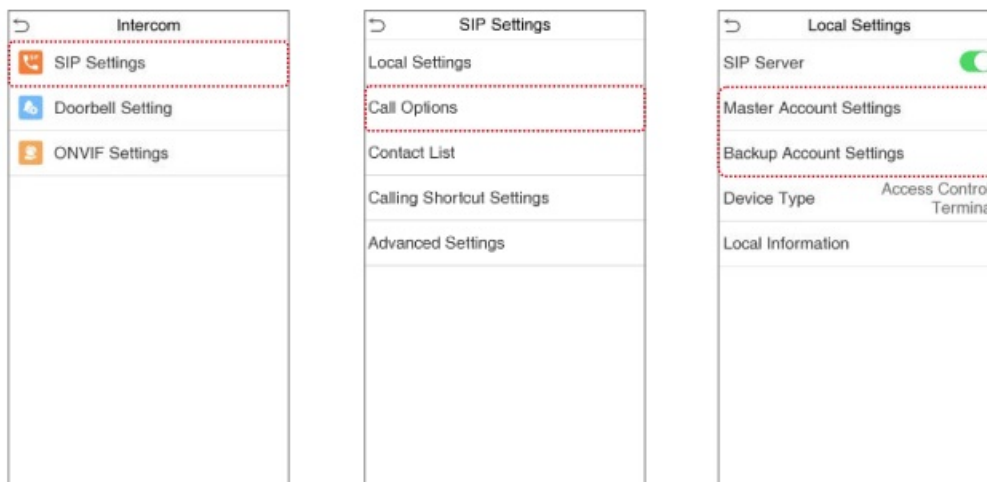 Intercom
SIP Settings
Doorbell Setting
ONVIF Settings
SIP Settings
Local Settings
Call Options
Contact List
Calling Shortcut Settings
Advanced Settings
Local Settings
SIP Server
Master Account Settings
Backup Account Settings
Device Type
Access Control
Termina
Local Information